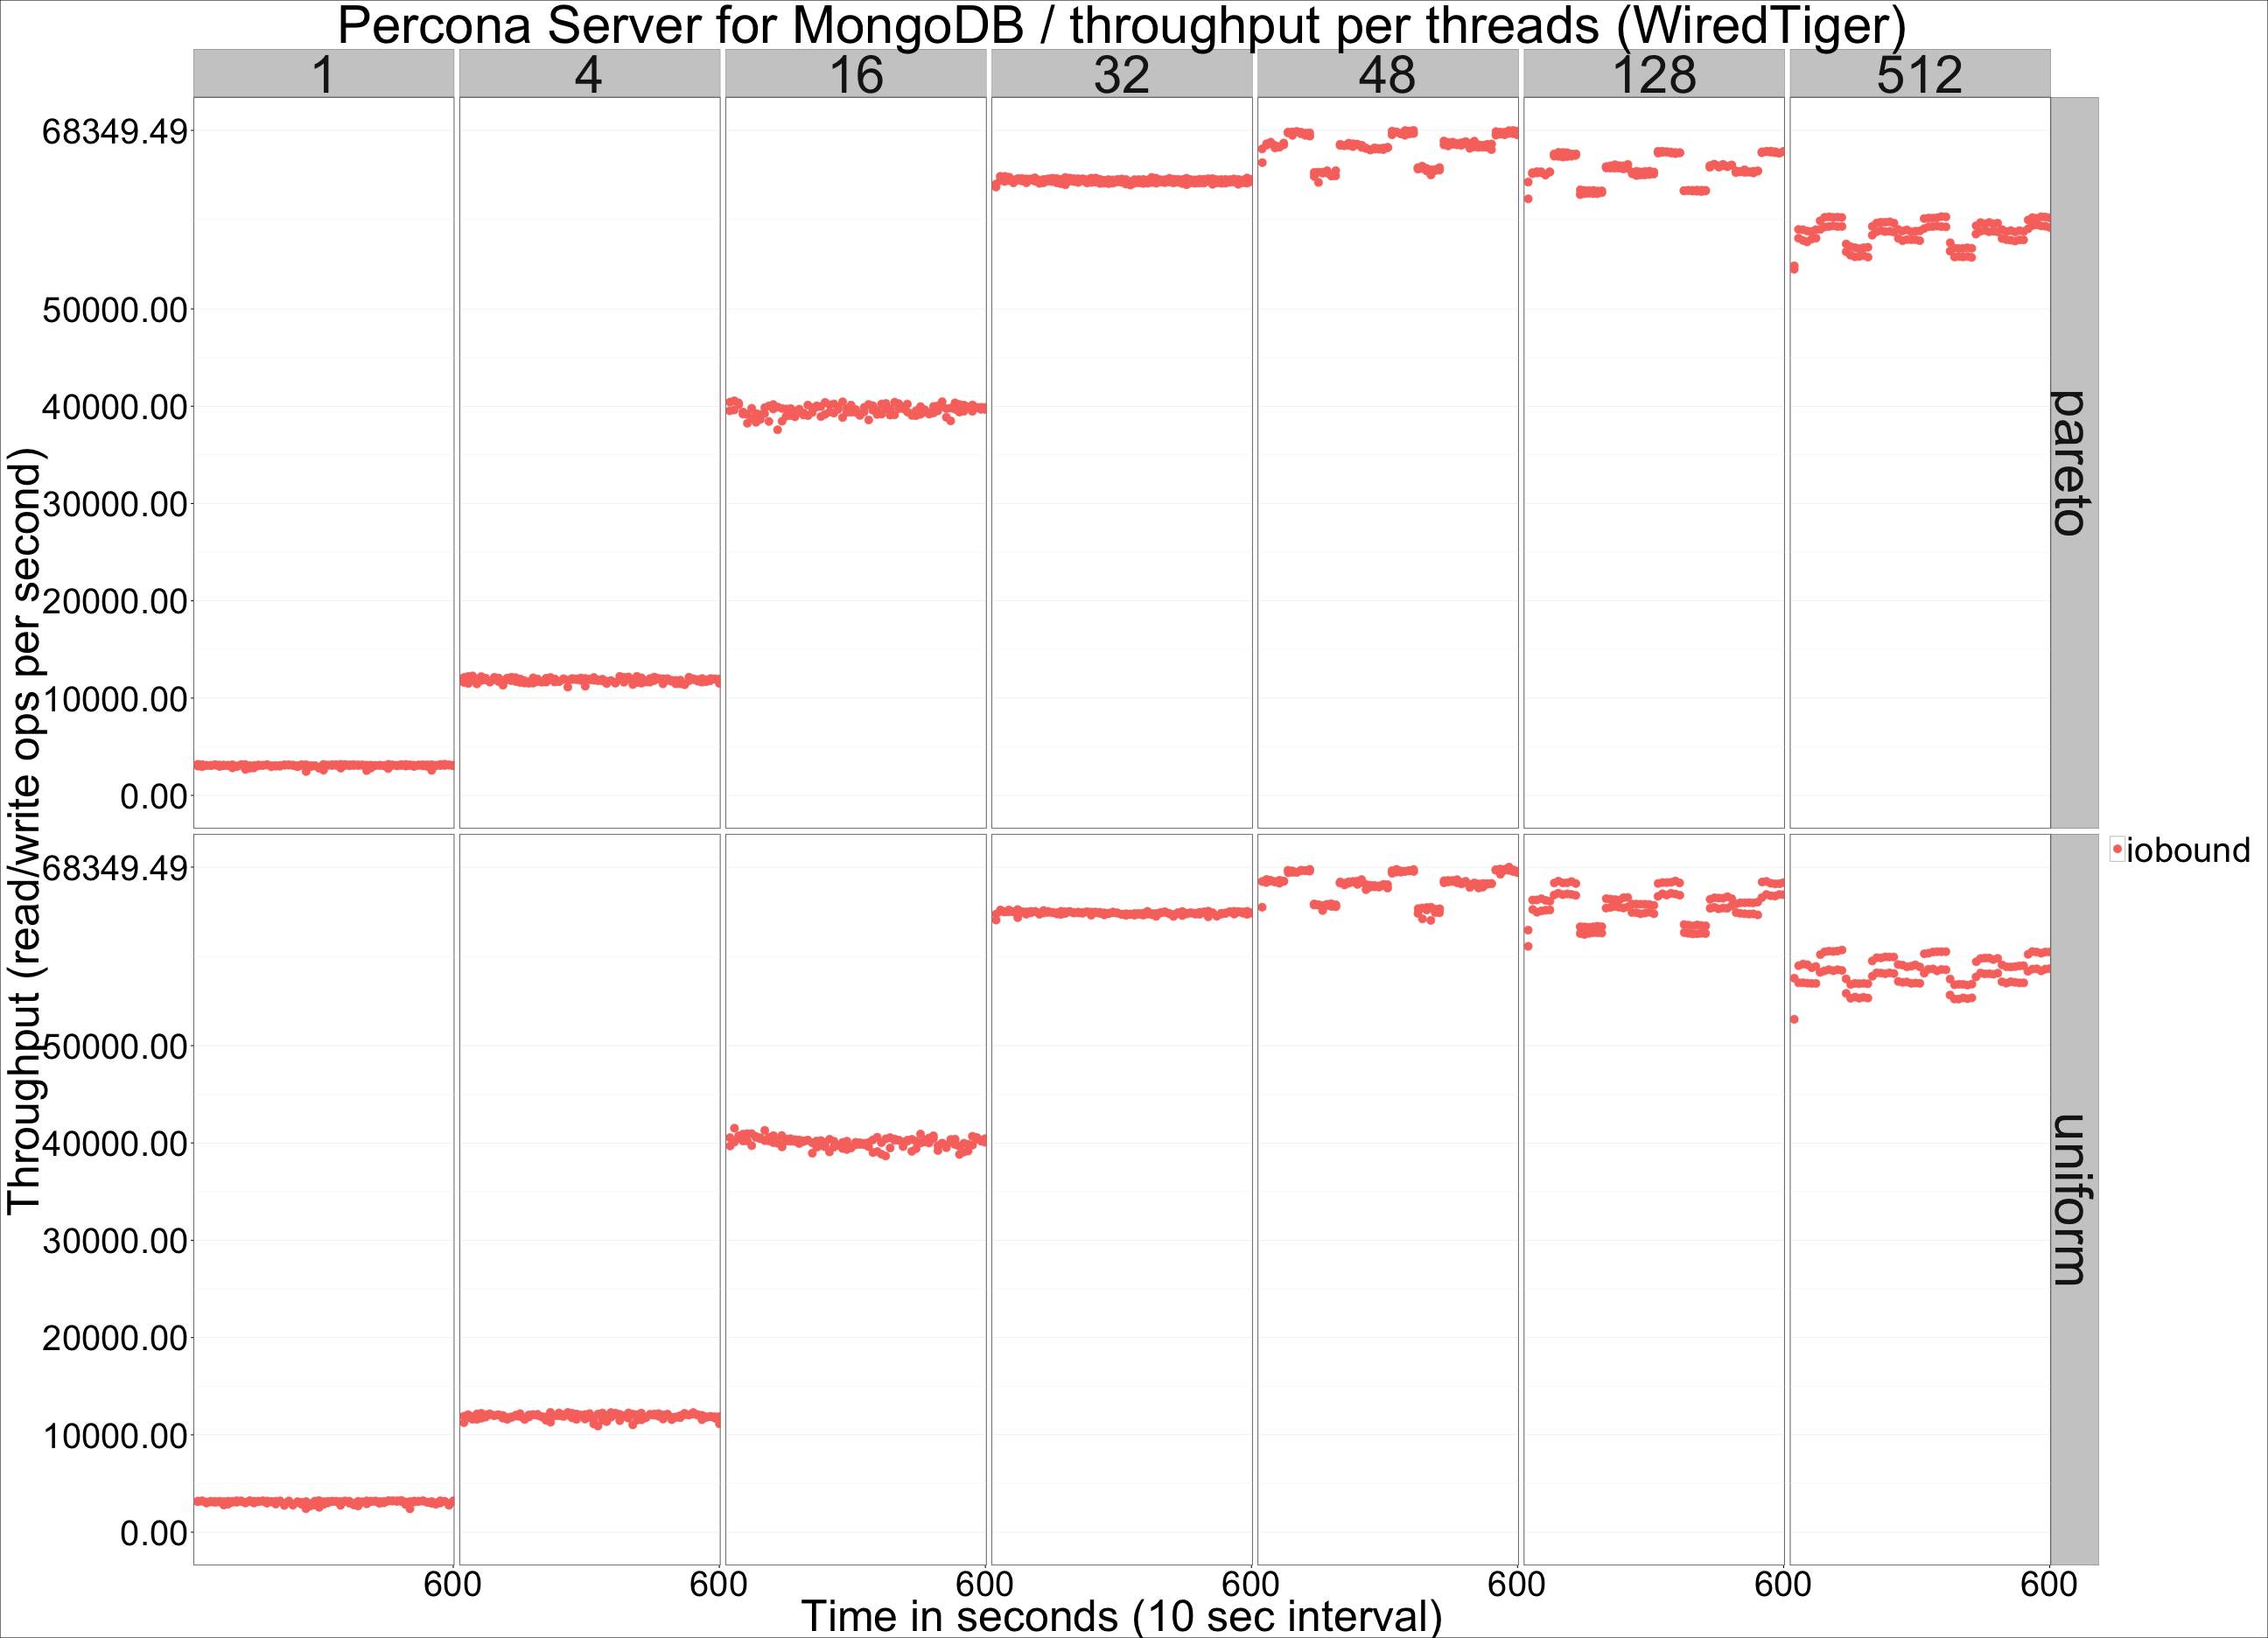 Percona Server for MongoDB / throughput per threads (WiredTiger)
1 4 16 32 48 128 512
68349.49
50000.00
40000.00
30000.00
20000.00
10000.00
0.00
pareto
68349.49
50000.00
40000.00
30000.00
20000.00
10000.00
0.00
uniform
Throughput (read/write ops per second)
iobound
600 600 600 600 600 600 600
Time in seconds (10 sec interval)